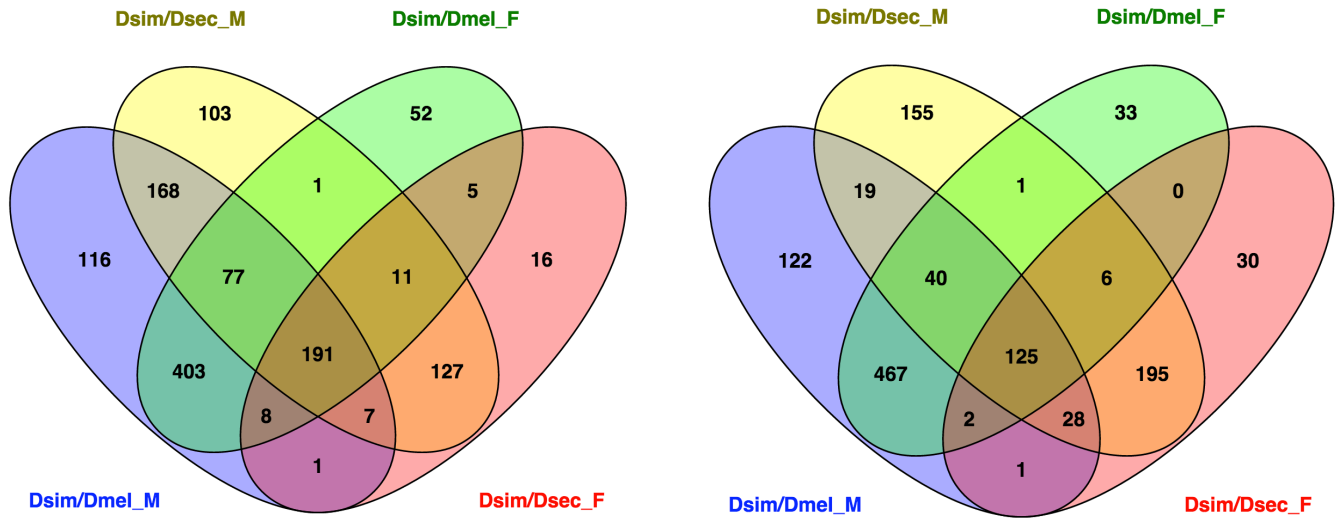 Dsim/Dsec_M Dsim/Dmel_F
103 52
168 1 5
116 77 11 16
403 191 127
8 7
1
Dsim/Dmel_M Dsim/Dsec_F
Dsim/Dsec_M Dsim/Dmel_F
155 33
19 1 0
122 40 6 30
467 125 195
2 28
1
Dsim/Dmel_M Dsim/Dsec_F